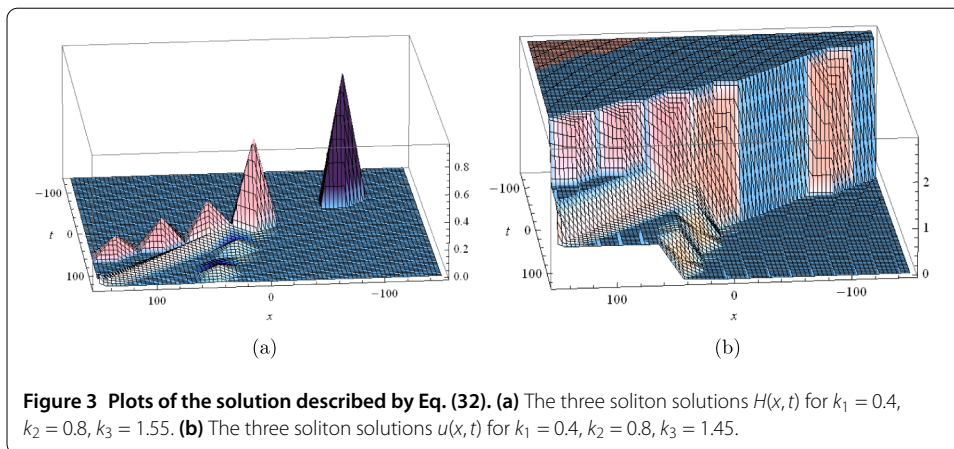 0.8
0.6
0.4
0.2
0.0
−100
t
0
100
100
0
−100
x
(a)
2
1
0
−100
t
0
100
100
0
−100
x
(b)
Figure 3 Plots of the solution described by Eq. (32). (a) The three soliton solutions H(x, t) for k₁ = 0.4,
k₂ = 0.8, k₃ = 1.55. (b) The three soliton solutions u(x, t) for k₁ = 0.4, k₂ = 0.8, k₃ = 1.45.